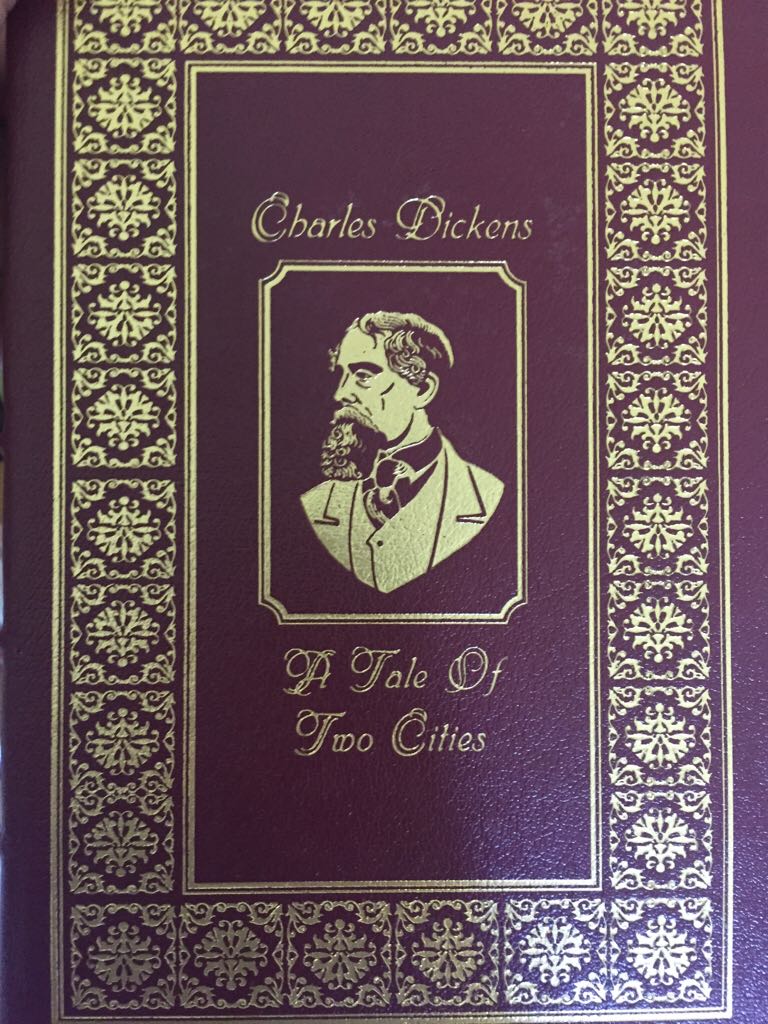 Charles Dickens
A Tale Of
Two Cities